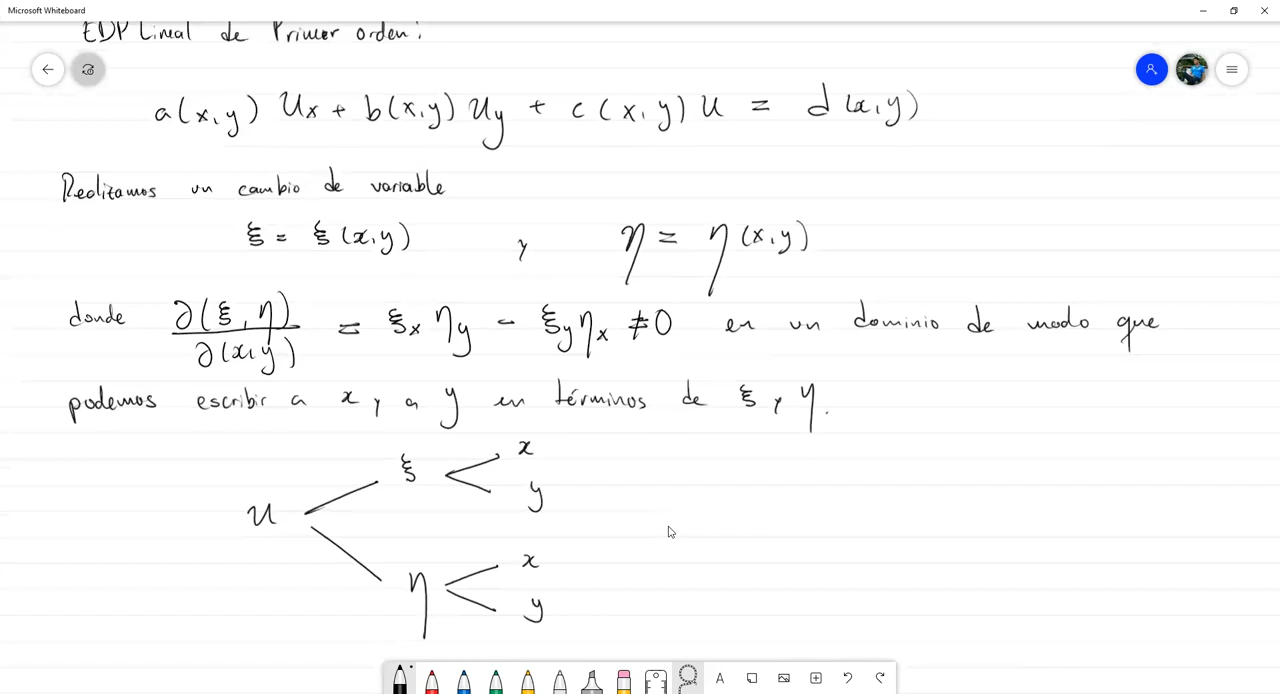 Microsoft Whiteboard
EDP Lineal de Primer orden:
a(x,y) Ux + b(x,y) Uy + c(x,y) U = d(x,y)
Realizamos un cambio de variable
ξ = ξ(x,y) y η = η(x,y)
donde ∂(ξ,η)/∂(x,y) = ξx ηy - ξy ηx ≠ 0 en un dominio de modo que
podemos escribir a x y a y en términos de ξ y η.
x
ξ
y
u
x
η
y
A